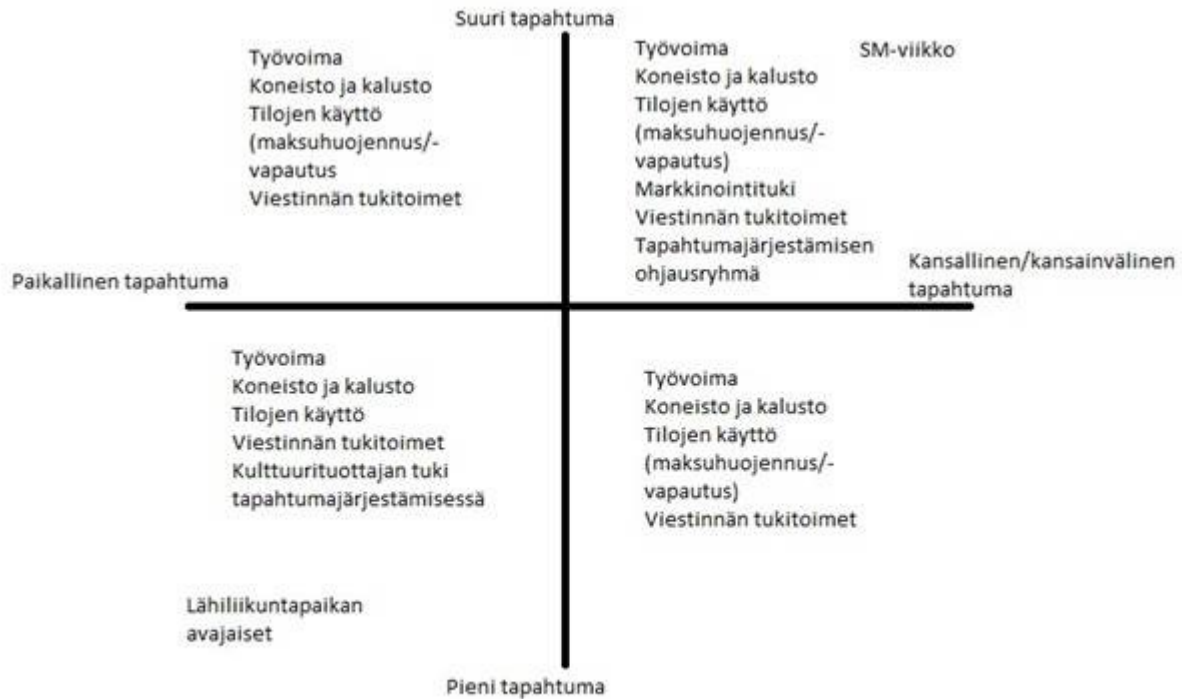 Suuri tapahtuma
Työvoima
Koneisto ja kalusto
Tilojen käyttö
(maksuhuojennus/-
vapautus
Viestinnän tukitoimet
Työvoima
Koneisto ja kalusto
Tilojen käyttö
(maksuhuojennus/-
vapautus)
Markkinointituki
Viestinnän tukitoimet
Tapahtumajärjestämisen
ohjausryhmä
SM-viikko
Paikallinen tapahtuma
Kansallinen/kansainvälinen
tapahtuma
Työvoima
Koneisto ja kalusto
Tilojen käyttö
Viestinnän tukitoimet
Kulttuurituottajan tuki
tapahtumajärjestämisessä
Työvoima
Koneisto ja kalusto
Tilojen käyttö
(maksuhuojennus/-
vapautus)
Viestinnän tukitoimet
Lähiliikuntapaikan
avajaiset
Pieni tapahtuma